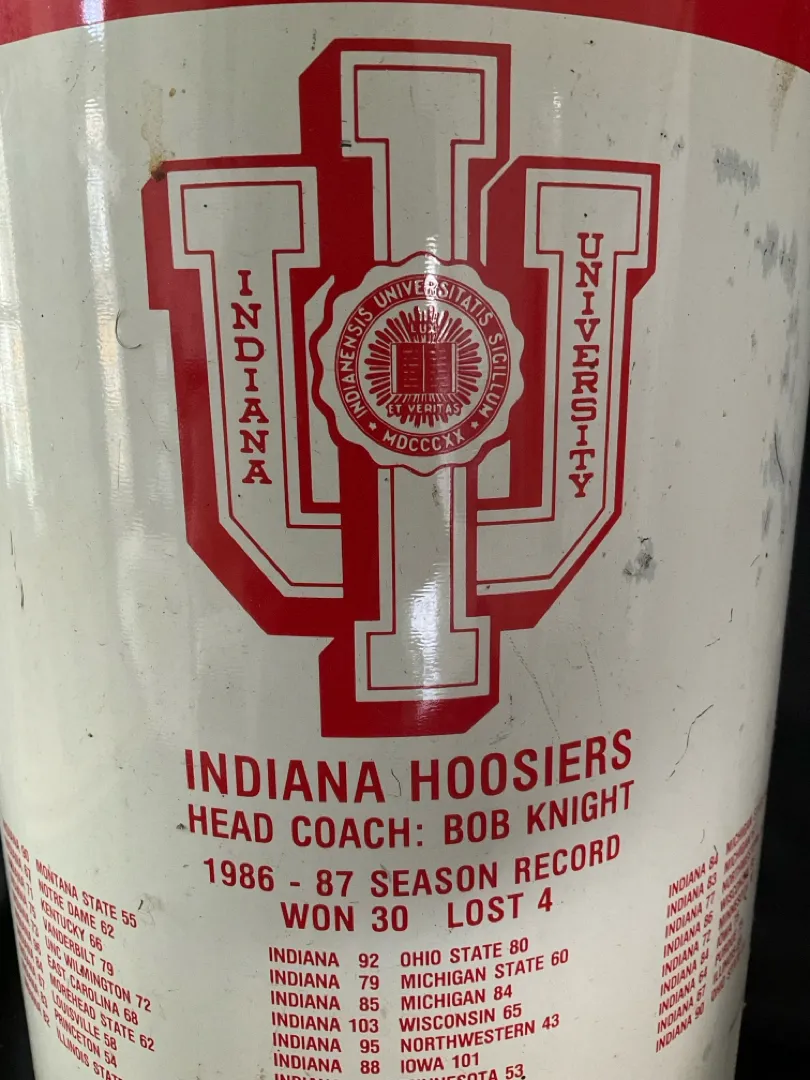 INDIANA
UNIVERSITY
INDIANENSIS UNIVERSITATIS SIGILLUM
LUX
ET VERITAS
★ MDCCCXX ★
INDIANA HOOSIERS
HEAD COACH: BOB KNIGHT
1986 - 87 SEASON RECORD
WON 30 LOST 4
MONTANA STATE 55
NOTRE DAME 62
KENTUCKY 66
VANDERBILT 79
UNC WILMINGTON 72
EAST CAROLINA 68
MOREHEAD STATE 62
LOUISVILLE 58
PRINCETON 54
ILLINOIS STATE
INDIANA 92 OHIO STATE 80
INDIANA 79 MICHIGAN STATE 60
INDIANA 85 MICHIGAN 84
INDIANA 103 WISCONSIN 65
INDIANA 95 NORTHWESTERN 43
INDIANA 88 IOWA 101
53
INDIANA 84
INDIANA 83
INDIANA 77
INDIANA 86
INDIANA 72
INDIANA 84
INDIANA 64
INDIANA 67
INDIANA 90